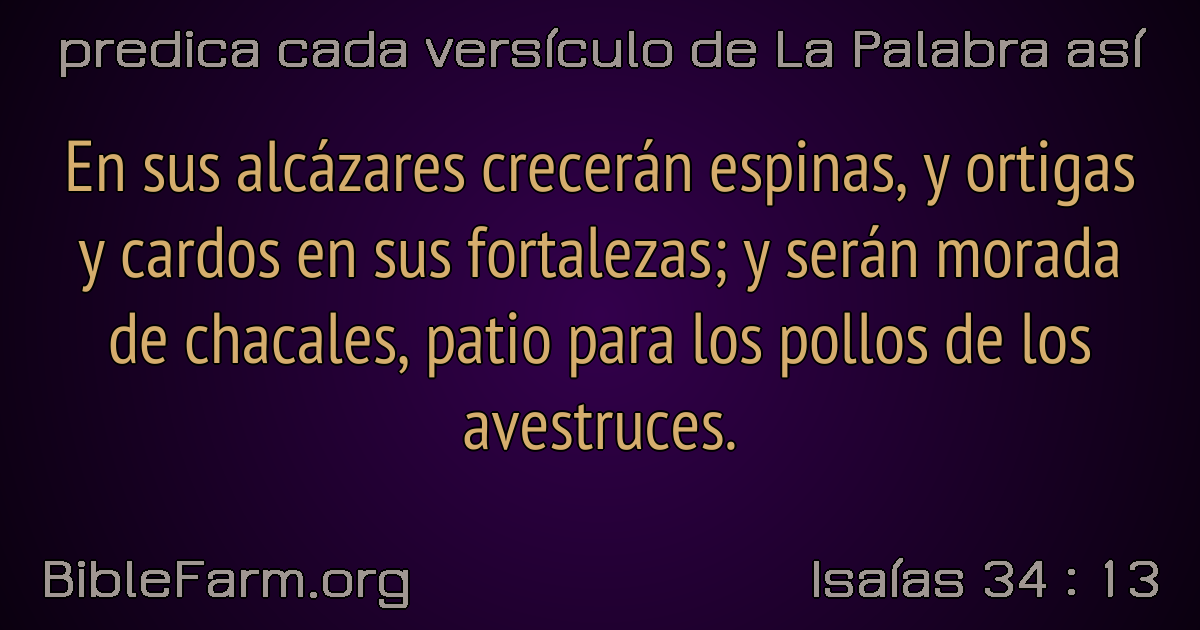 predica cada versículo de La Palabra así
En sus alcázares crecerán espinas, y ortigas
y cardos en sus fortalezas; y serán morada
de chacales, patio para los pollos de los
avestruces.
BibleFarm.org
Isaías 34 : 13